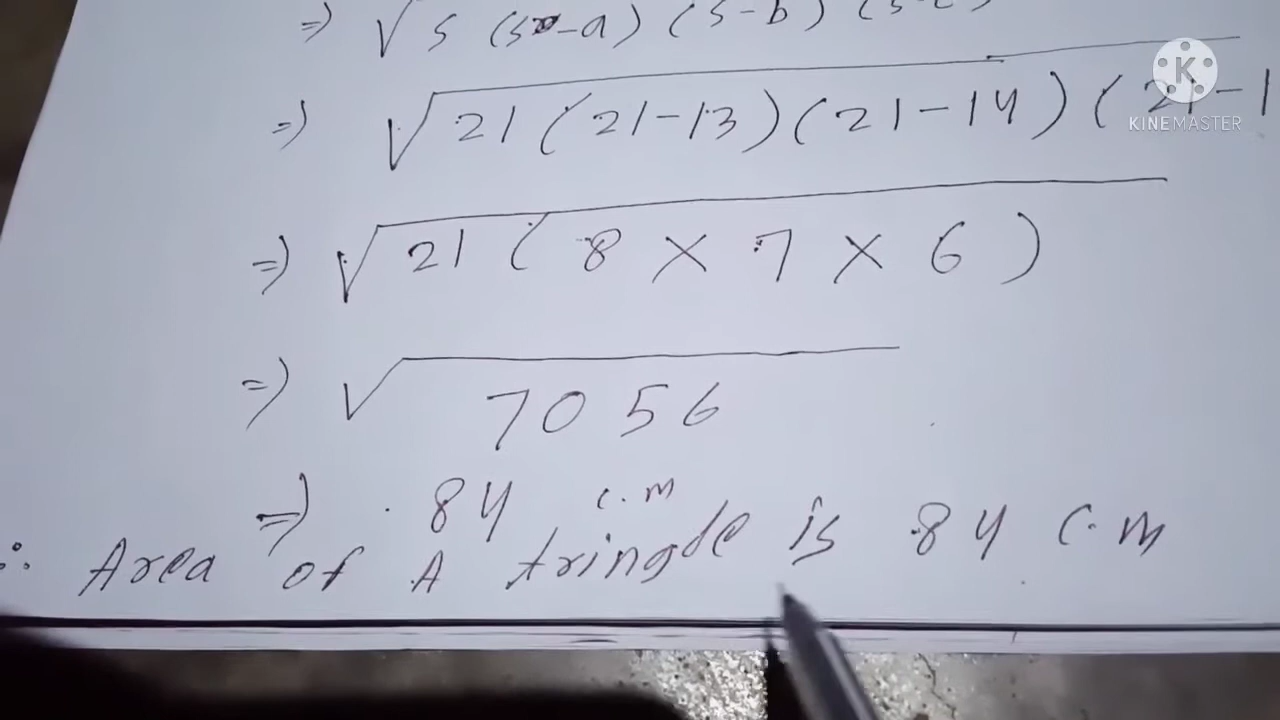 => √ s (s-a) (s-b) (s-c)
=> √ 21 (21-13) (21-14) (21-1
=> √ 21 ( 8 × 7 × 6 )
=> √ 7056
=> 84 c.m
∴ Area of A tringle is 84 c.m
K
KINEMASTER